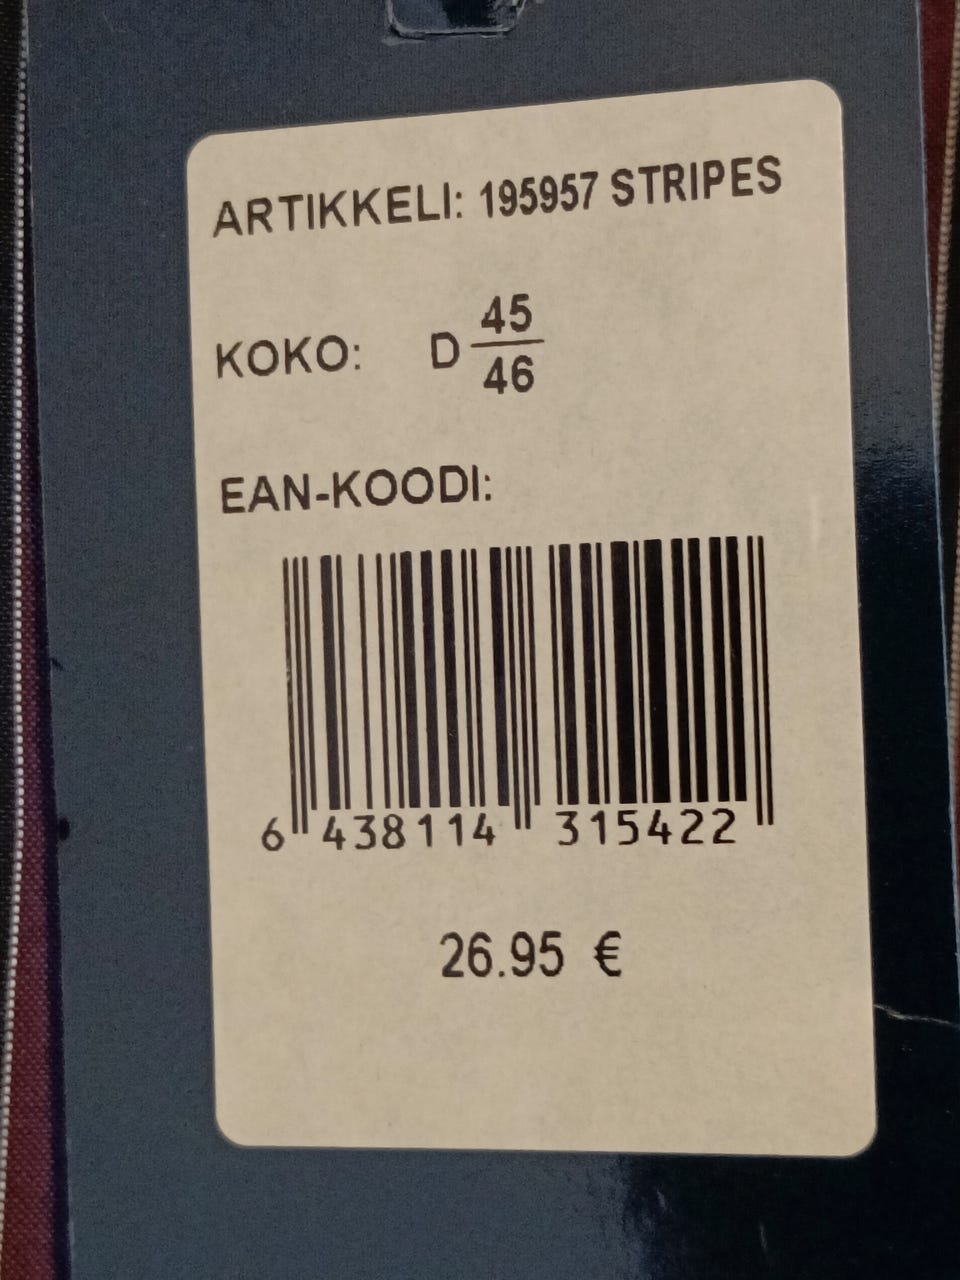 ARTIKKELI: 195957 STRIPES
KOKO: D 45/46
EAN-KOODI:
6 438114 315422
26.95 €